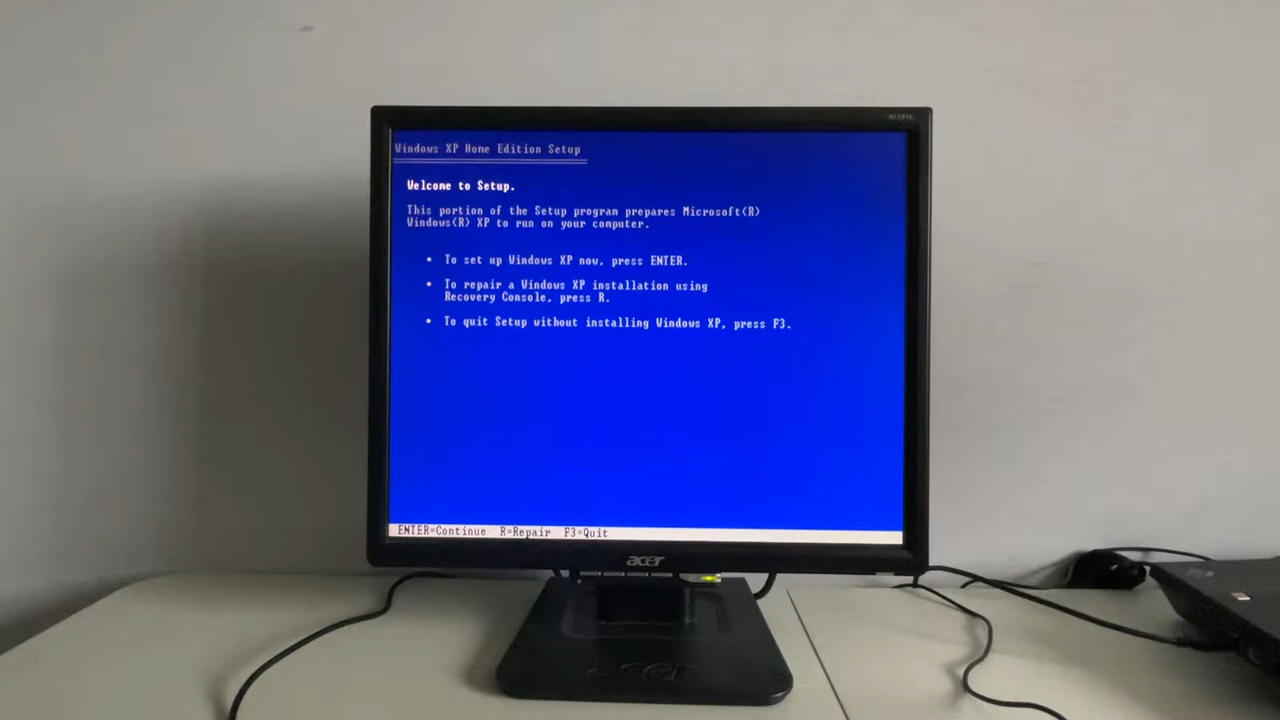 Windows XP Home Edition Setup
Welcome to Setup.
This portion of the Setup program prepares Microsoft(R)
Windows(R) XP to run on your computer.
• To set up Windows XP now, press ENTER.
• To repair a Windows XP installation using
Recovery Console, press R.
• To quit Setup without installing Windows XP, press F3.
ENTER=Continue R=Repair F3=Quit
acer